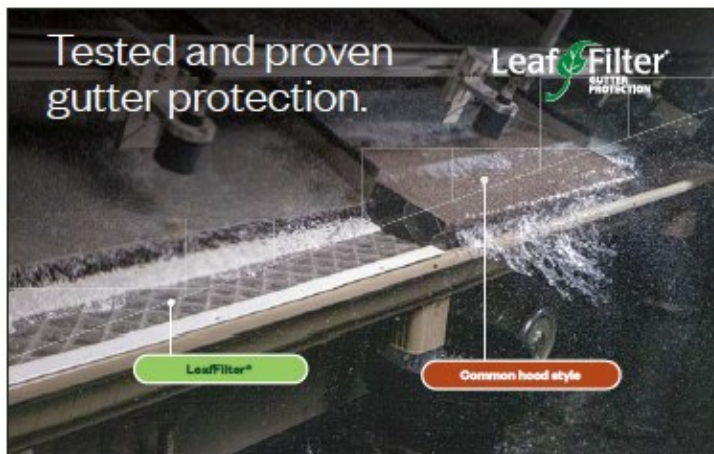 Tested and proven
gutter protection.
LeafFilter®
GUTTER
PROTECTION
LeafFilter®
Common hood style